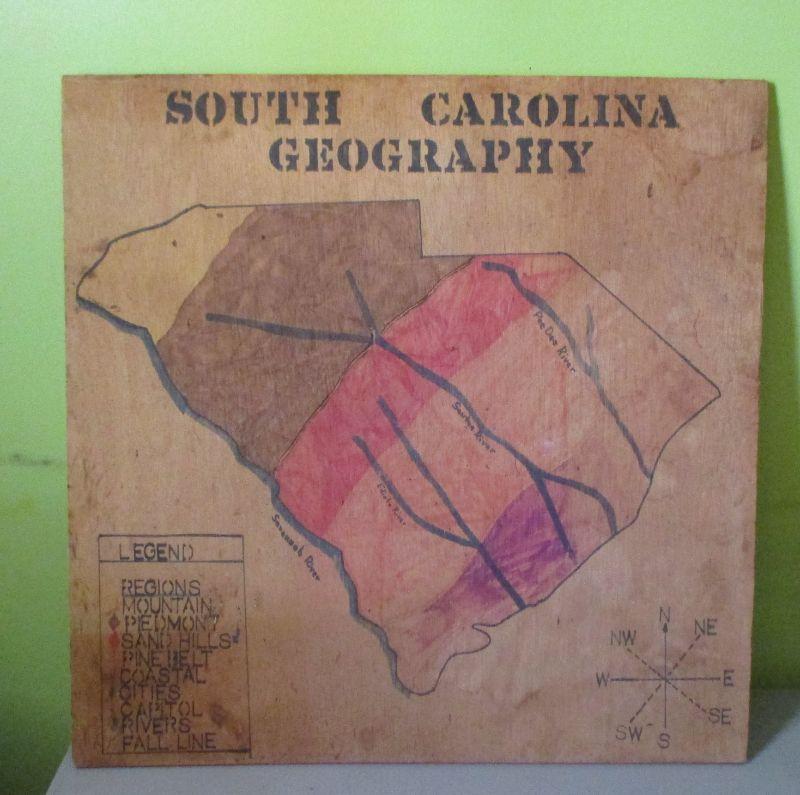 SOUTH CAROLINA
GEOGRAPHY
Pee Dee River
Santee River
Edisto River
Savannah River
LEGEND
REGIONS
MOUNTAIN
PIEDMONT
SAND HILLS
PINE BELT
COASTAL
CITIES
CAPITOL
RIVERS
FALL LINE
N
NW NE
W E
SW SE
S